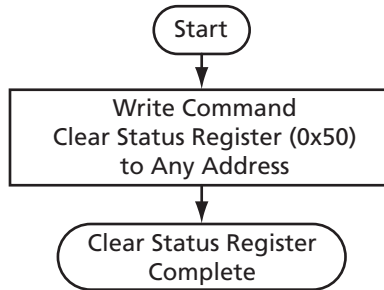 Start
Write Command
Clear Status Register (0x50)
to Any Address
Clear Status Register
Complete